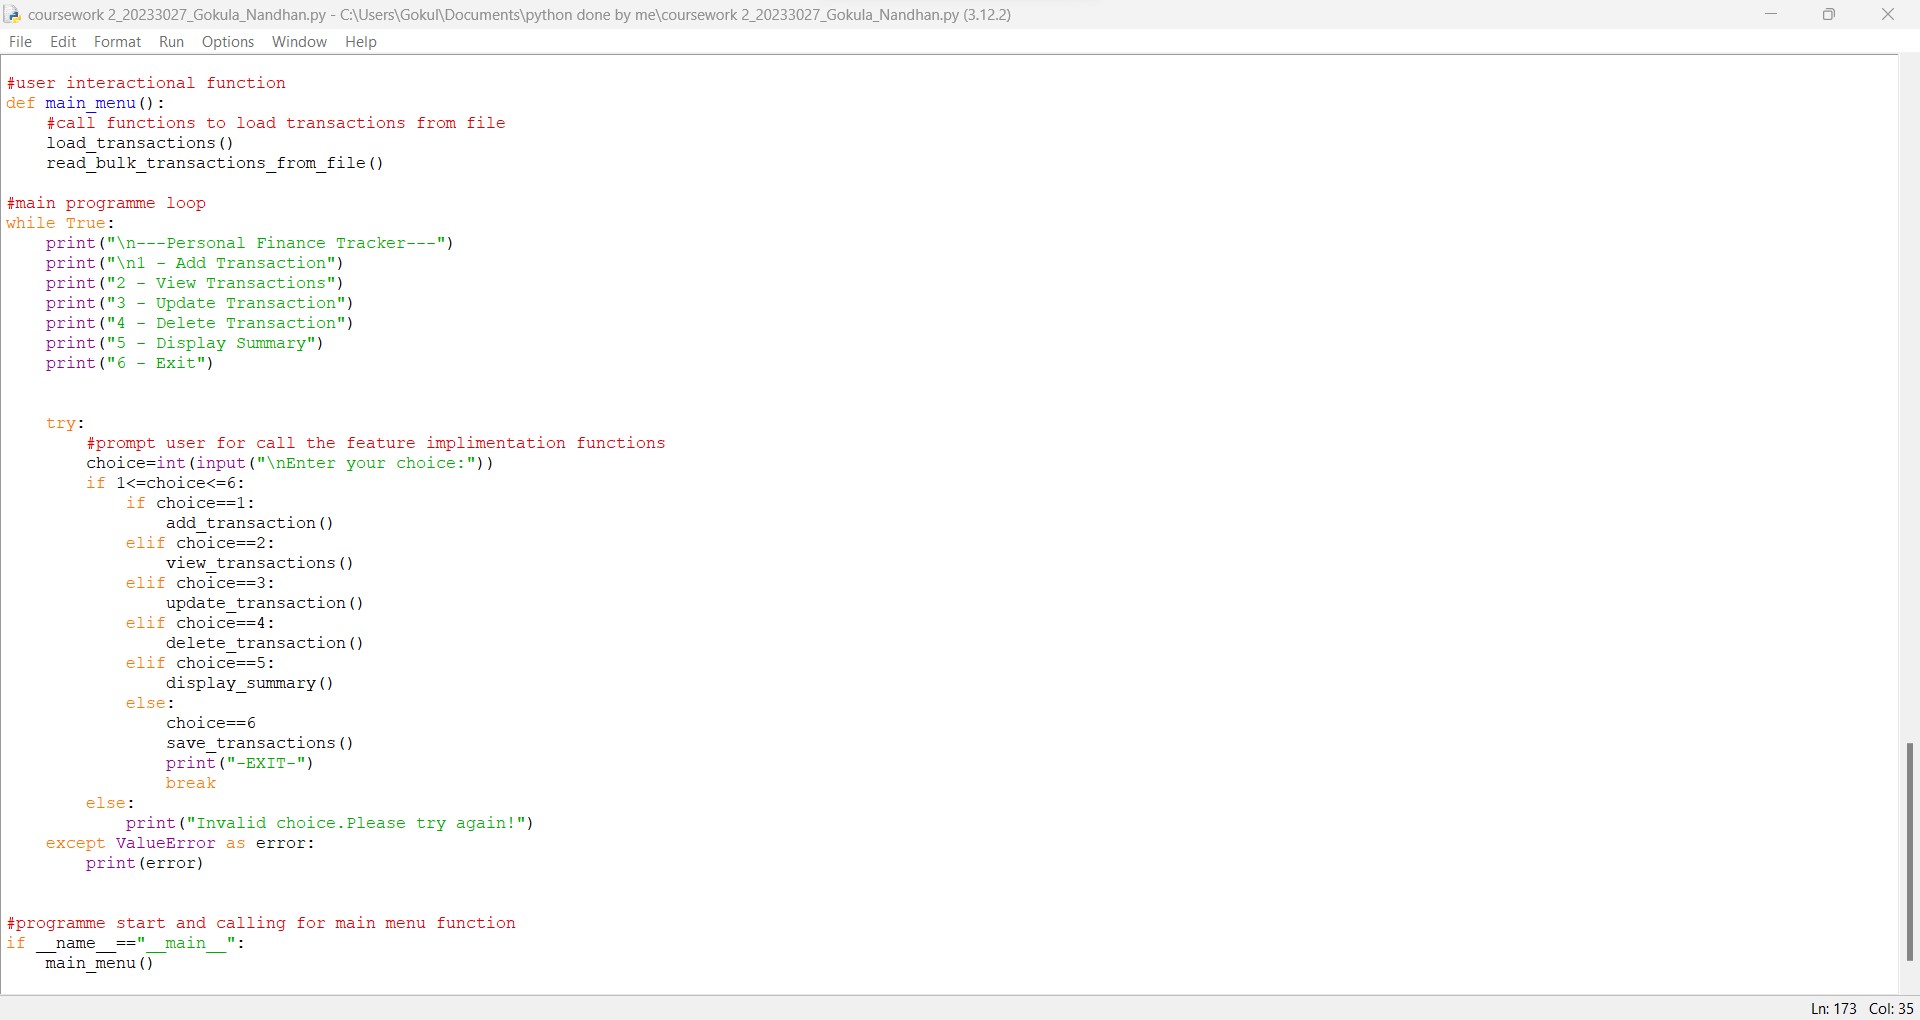 coursework 2_20233027_Gokula_Nandhan.py - C:\Users\Gokul\Documents\python done by me\coursework 2_20233027_Gokula_Nandhan.py (3.12.2)
File Edit Format Run Options Window Help
#user interactional function
def main_menu():
    #call functions to load transactions from file
    load_transactions()
    read_bulk_transactions_from_file()
#main programme loop
while True:
    print("\n---Personal Finance Tracker---")
    print("\n1 - Add Transaction")
    print("2 - View Transactions")
    print("3 - Update Transaction")
    print("4 - Delete Transaction")
    print("5 - Display Summary")
    print("6 - Exit")
    try:
        #prompt user for call the feature implimentation functions
        choice=int(input("\nEnter your choice:"))
        if 1<=choice<=6:
            if choice==1:
                add_transaction()
            elif choice==2:
                view_transactions()
            elif choice==3:
                update_transaction()
            elif choice==4:
                delete_transaction()
            elif choice==5:
                display_summary()
            else:
                choice==6
                save_transactions()
                print("-EXIT-")
                break
        else:
            print("Invalid choice.Please try again!")
    except ValueError as error:
        print(error)
#programme start and calling for main menu function
if __name__=="__main__":
    main_menu()
Ln: 173 Col: 35